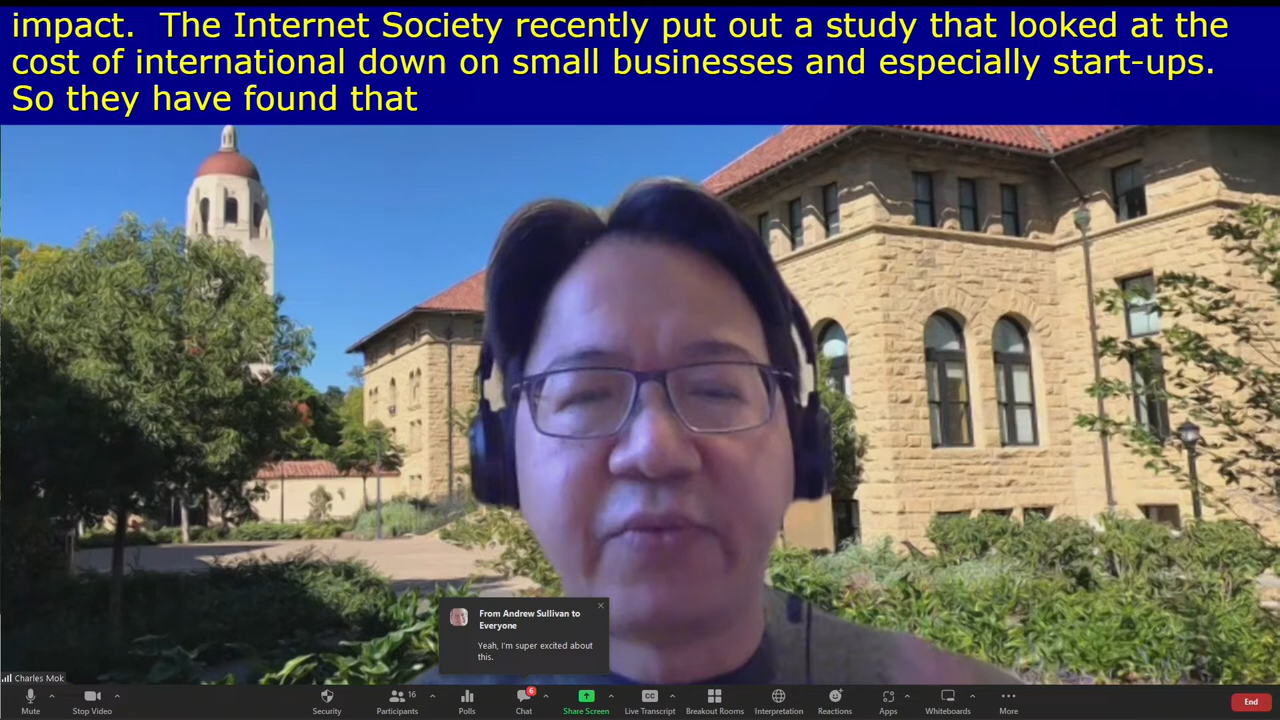 impact.  The Internet Society recently put out a study that looked at the
cost of international down on small businesses and especially start-ups.
So they have found that
From Andrew Sullivan to
Everyone
Yeah, I'm super excited about
this.
Charles Mok
Mute
Stop Video
Security
16
Participants
Polls
6
Chat
Share Screen
CC
Live Transcript
Breakout Rooms
Interpretation
Reactions
Apps
Whiteboards
More
End